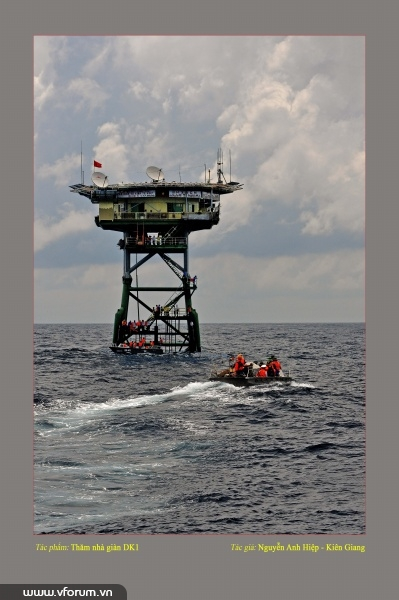 Tác phẩm: Thăm nhà giàn DK1
Tác giả: Nguyễn Anh Hiệp - Kiên Giang
www.vforum.vn